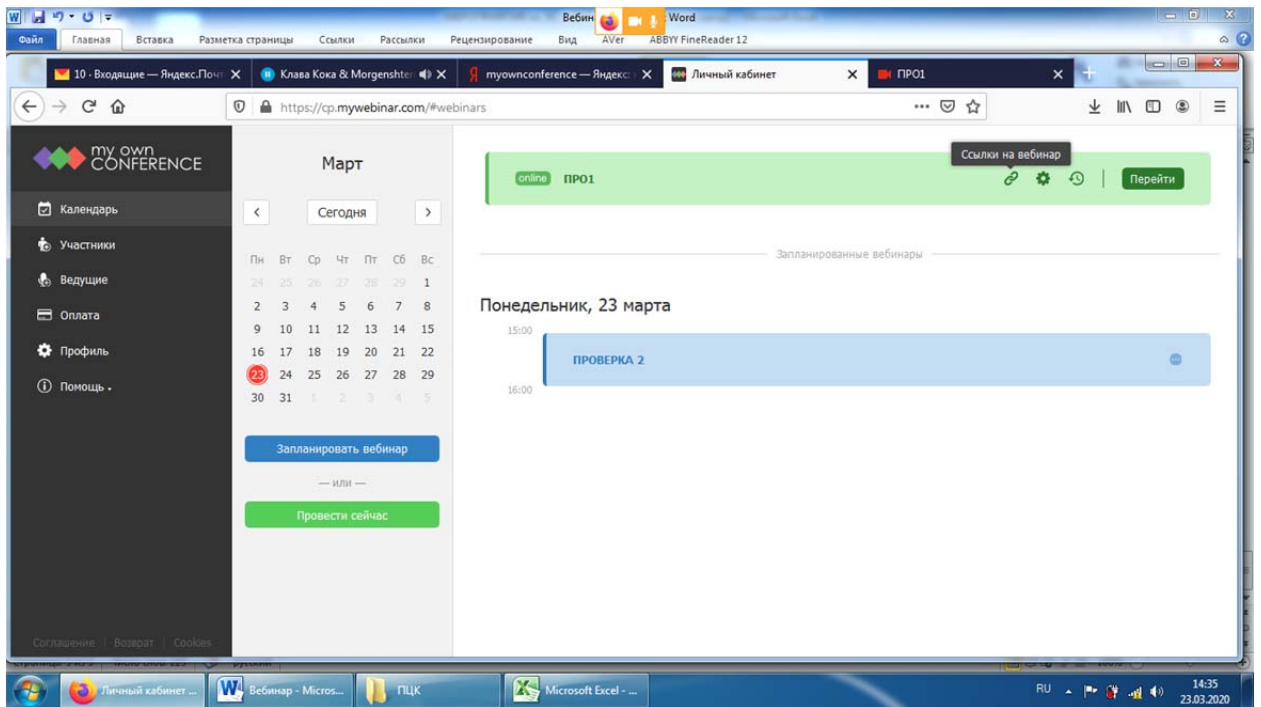 Вебин
Word
Файл Главная Вставка Разметка страницы Ссылки Рассылки Рецензирование Вид AVer ABBYY FineReader 12
10 · Входящие — Яндекс.Почт
Клава Кока & Morgenshter
myownconference — Яндекс:
Личный кабинет
ПРО1
https://cp.mywebinar.com/#webinars
my own
CONFERENCE
Календарь
Участники
Ведущие
Оплата
Профиль
Помощь
Соглашение | Возврат | Cookies
Март
Сегодня
Пн Вт Ср Чт Пт Сб Вс
24 25 26 27 28 29 1
2 3 4 5 6 7 8
9 10 11 12 13 14 15
16 17 18 19 20 21 22
23 24 25 26 27 28 29
30 31 1 2 3 4 5
Запланировать вебинар
— или —
Провести сейчас
Ссылки на вебинар
online ПРО1
Перейти
Запланированные вебинары
Понедельник, 23 марта
15:00
ПРОВЕРКА 2
16:00
Личный кабинет ...
Вебинар - Micros...
ПЦК
Microsoft Excel - ...
RU
14:35
23.03.2020